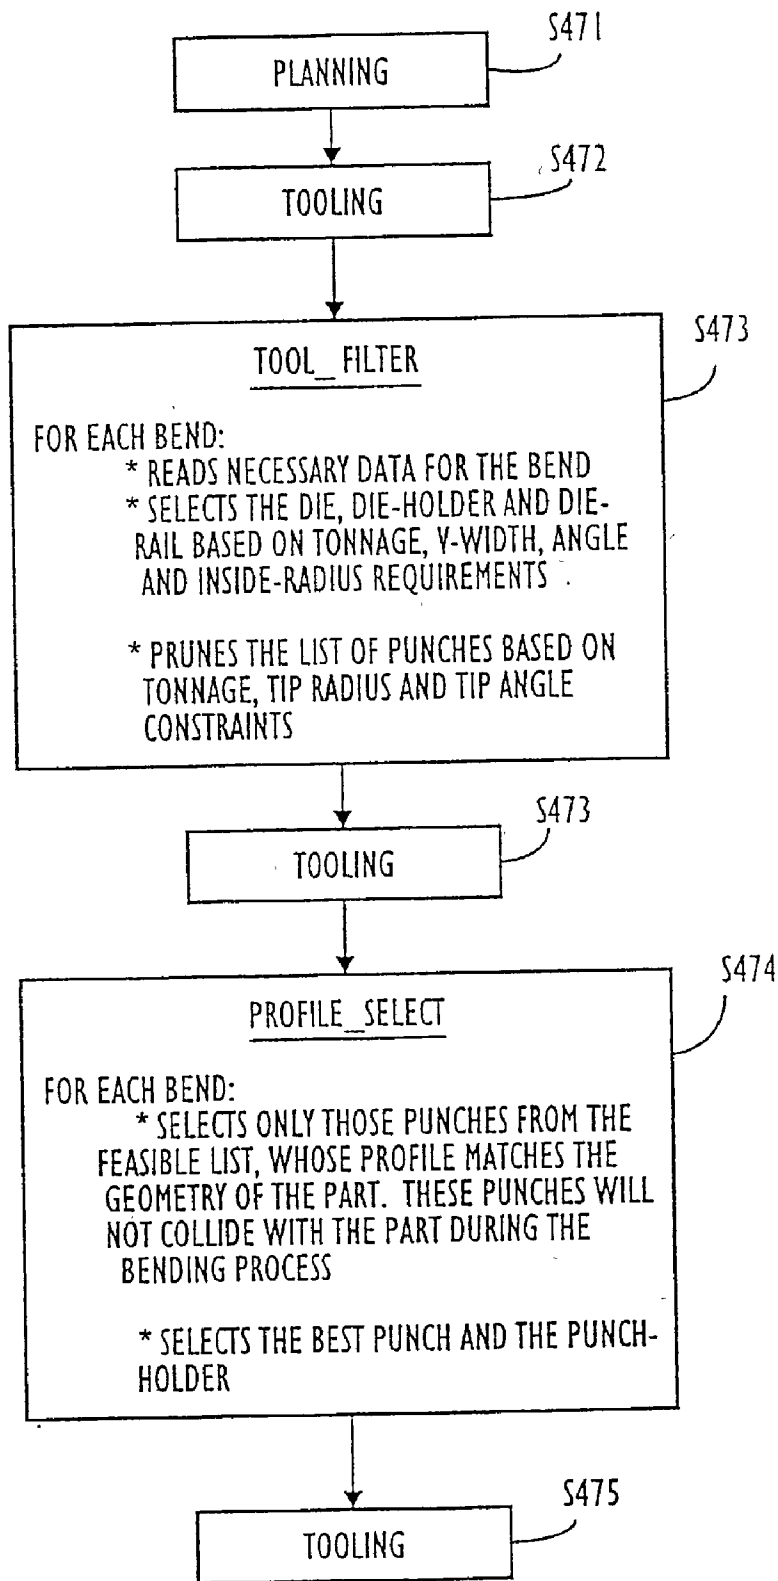 S471
PLANNING
S472
TOOLING
S473
TOOL_ FILTER
FOR EACH BEND:
* READS NECESSARY DATA FOR THE BEND
* SELECTS THE DIE, DIE-HOLDER AND DIE-
RAIL BASED ON TONNAGE, Y-WIDTH, ANGLE
AND INSIDE-RADIUS REQUIREMENTS
* PRUNES THE LIST OF PUNCHES BASED ON
TONNAGE, TIP RADIUS AND TIP ANGLE
CONSTRAINTS
S473
TOOLING
S474
PROFILE_SELECT
FOR EACH BEND:
* SELECTS ONLY THOSE PUNCHES FROM THE
FEASIBLE LIST, WHOSE PROFILE MATCHES THE
GEOMETRY OF THE PART. THESE PUNCHES WILL
NOT COLLIDE WITH THE PART DURING THE
BENDING PROCESS
* SELECTS THE BEST PUNCH AND THE PUNCH-
HOLDER
S475
TOOLING